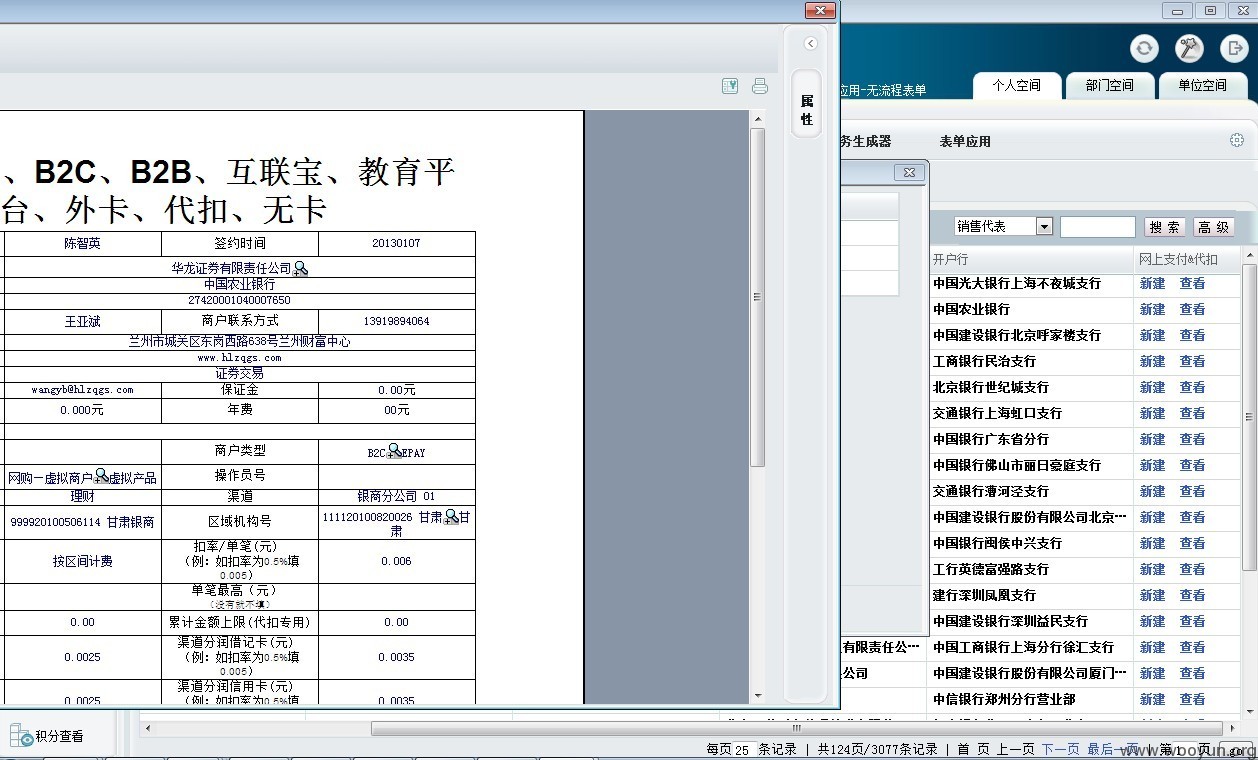 应用-无流程表单
个人空间
部门空间
单位空间
务生成器
表单应用
属性
、B2C、B2B、互联宝、教育平
台、外卡、代扣、无卡
陈智英 签约时间 20130107
华龙证券有限责任公司
中国农业银行
27420001040007650
王亚斌 商户联系方式 13919894064
兰州市城关区东岗西路638号兰州财富中心
www.hlzqgs.com
证券交易
wangyb@hlzqgs.com 保证金 0.00元
0.000元 年费 00元
商户类型 B2C EPAY
网购—虚拟商户 虚拟产品 操作员号
理财 渠道 银商分公司 01
999920100506114 甘肃银商 区域机构号 111120100820026 甘肃 甘
肃
按区间计费 扣率/单笔(元) 0.006
(例: 如扣率为0.5%填
0.005)
单笔最高 (元)
(没有就不填)
0.00 累计金额上限(代扣专用) 0.00
0.0025 渠道分润借记卡(元) 0.0035
(例: 如扣率为0.5%填
0.005)
0.0025 渠道分润信用卡(元) 0.0035
(例: 如扣率为0.5%填
销售代表 搜 索 高 级
开户行 网上支付&代扣
中国光大银行上海不夜城支行 新建 查看
中国农业银行 新建 查看
中国建设银行北京呼家楼支行 新建 查看
工商银行民治支行 新建 查看
北京银行世纪城支行 新建 查看
交通银行上海虹口支行 新建 查看
中国银行广东省分行 新建 查看
中国银行佛山市丽日豪庭支行 新建 查看
交通银行漕河泾支行 新建 查看
中国建设银行股份有限公司北京… 新建 查看
中国银行闽侯中兴支行 新建 查看
工行英德富强路支行 新建 查看
建行深圳凤凰支行 新建 查看
中国建设银行深圳益民支行 新建 查看
有限责任公… 中国工商银行上海分行徐汇支行 新建 查看
公司 中国建设银行股份有限公司厦门… 新建 查看
中信银行郑州分行营业部 新建 查看
积分查看
每页 25 条记录 | 共124页/3077条记录 | 首 页 上一页 下一页 最后一页 | 第 1 页 go
www.wooyun.org